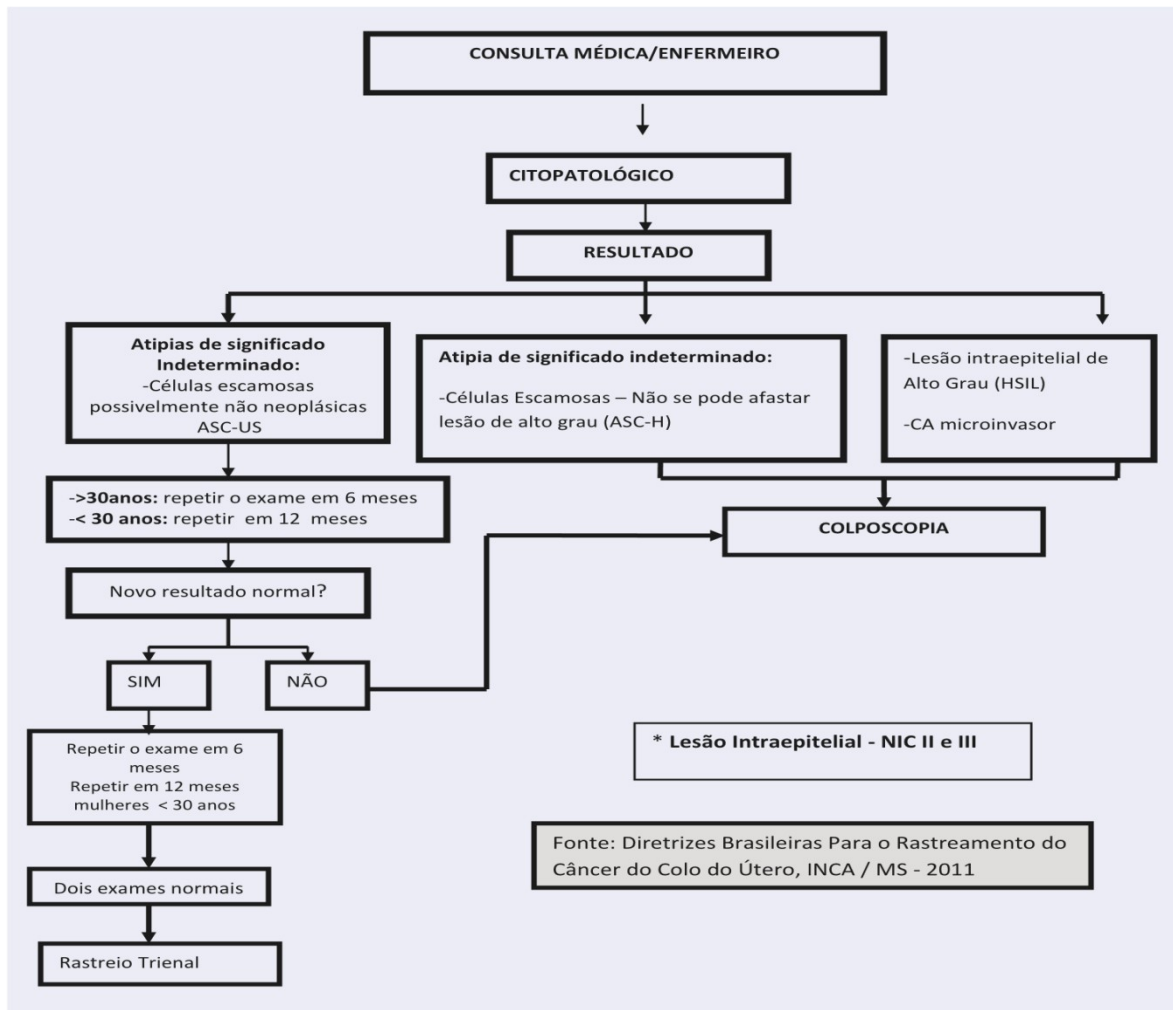 CONSULTA MÉDICA/ENFERMEIRO
CITOPATOLÓGICO
RESULTADO
Atipias de significado
Indeterminado:
-Células escamosas
possivelmente não neoplásicas
ASC-US
Atipia de significado indeterminado:
-Células Escamosas – Não se pode afastar
lesão de alto grau (ASC-H)
-Lesão intraepitelial de
Alto Grau (HSIL)
-CA microinvasor
->30anos: repetir o exame em 6 meses
-< 30 anos: repetir em 12 meses
COLPOSCOPIA
Novo resultado normal?
SIM
NÃO
Repetir o exame em 6
meses
Repetir em 12 meses
mulheres < 30 anos
* Lesão Intraepitelial - NIC II e III
Dois exames normais
Fonte: Diretrizes Brasileiras Para o Rastreamento do
Câncer do Colo do Útero, INCA / MS - 2011
Rastreio Trienal